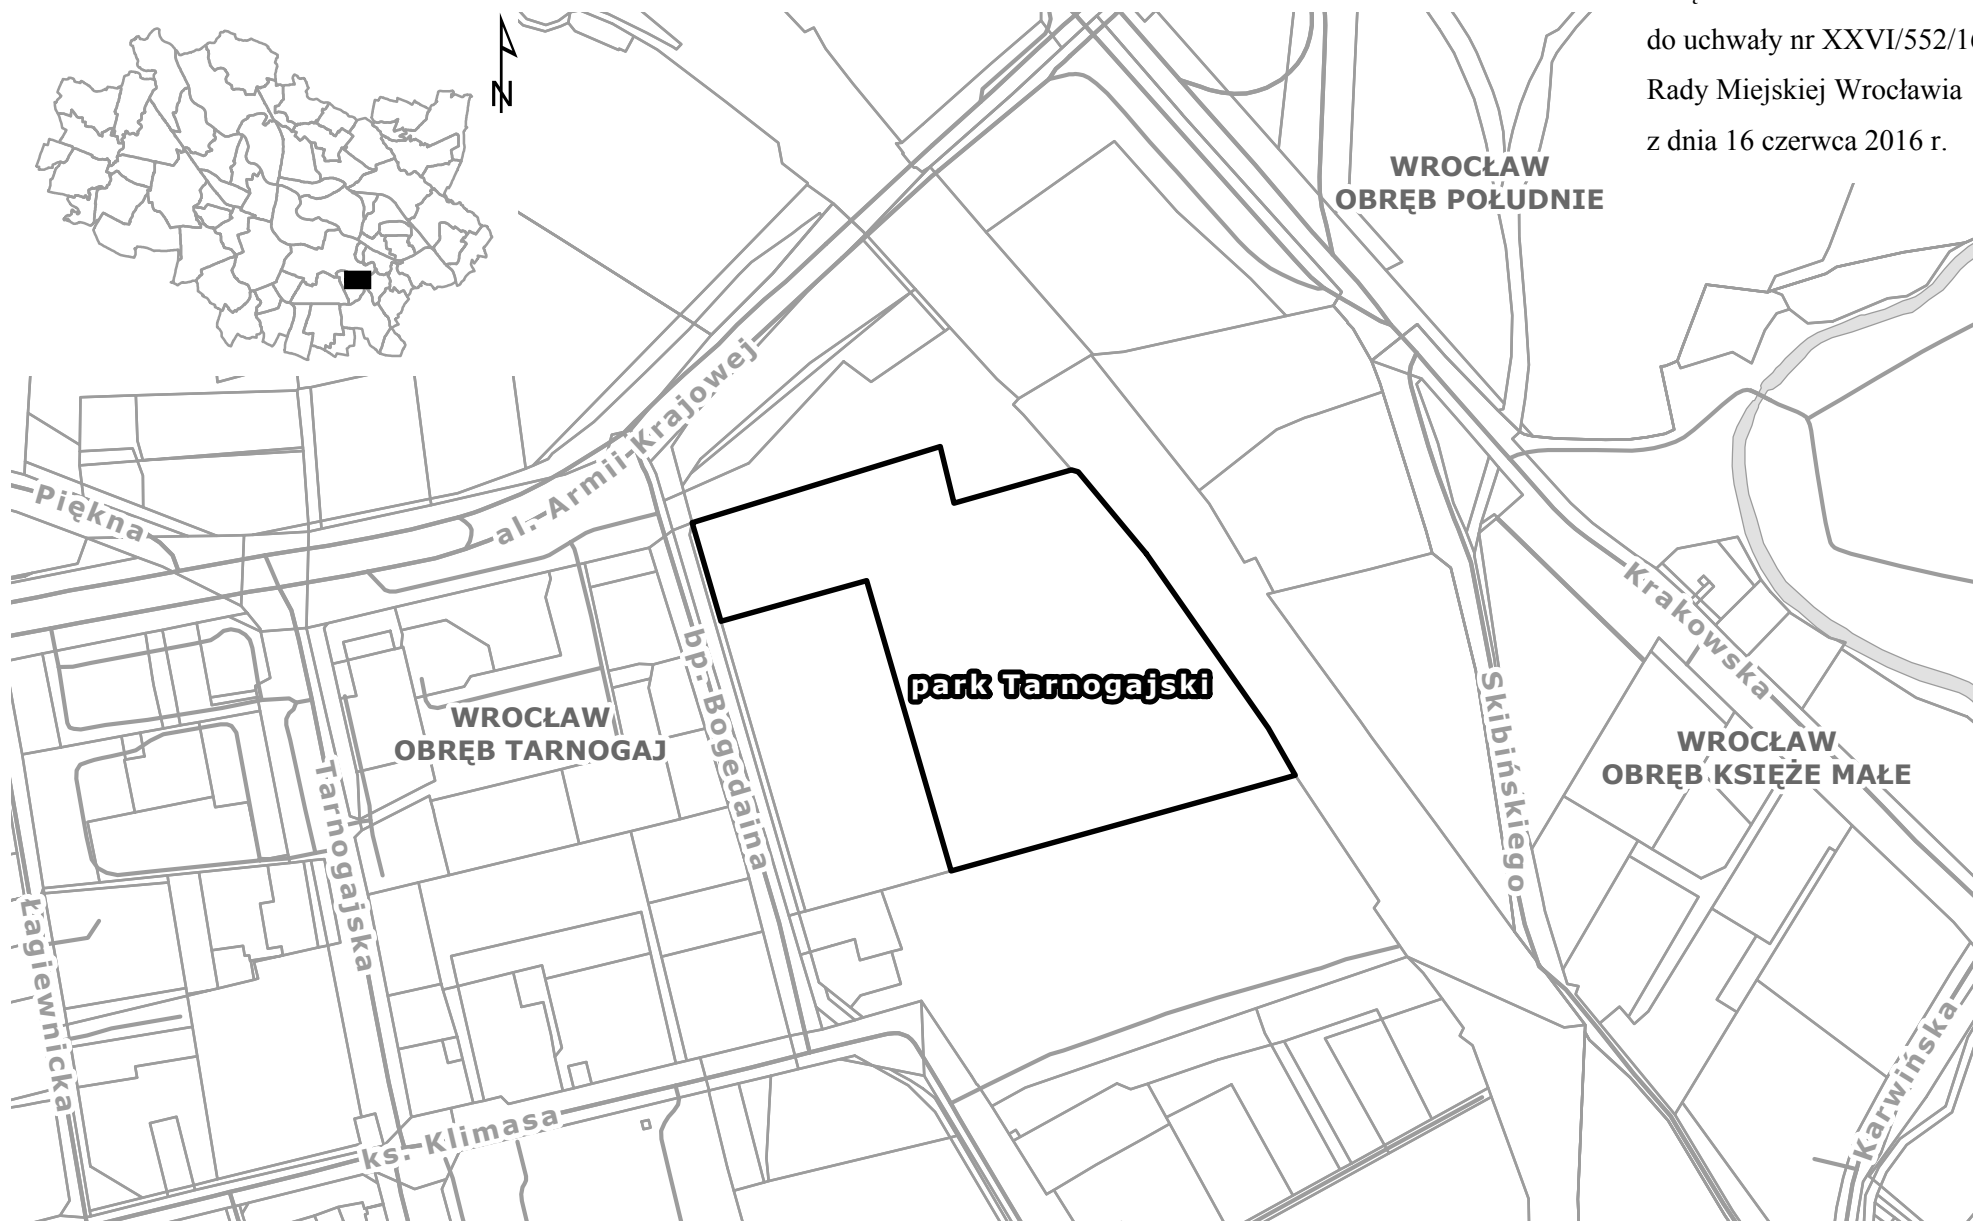 do uchwały nr XXVI/552/16
Rady Miejskiej Wrocławia
z dnia 16 czerwca 2016 r.
N
WROCŁAW
OBRĘB POŁUDNIE
al. Armii Krajowej
Piękna
park Tarnogajski
bp. Bogedaina
WROCŁAW
OBRĘB TARNOGAJ
Tarnogajska
Łagiewnicka
ks. Klimasa
Skibińskiego
Krakowska
WROCŁAW
OBRĘB KSIĘŻE MAŁE
Karwińska